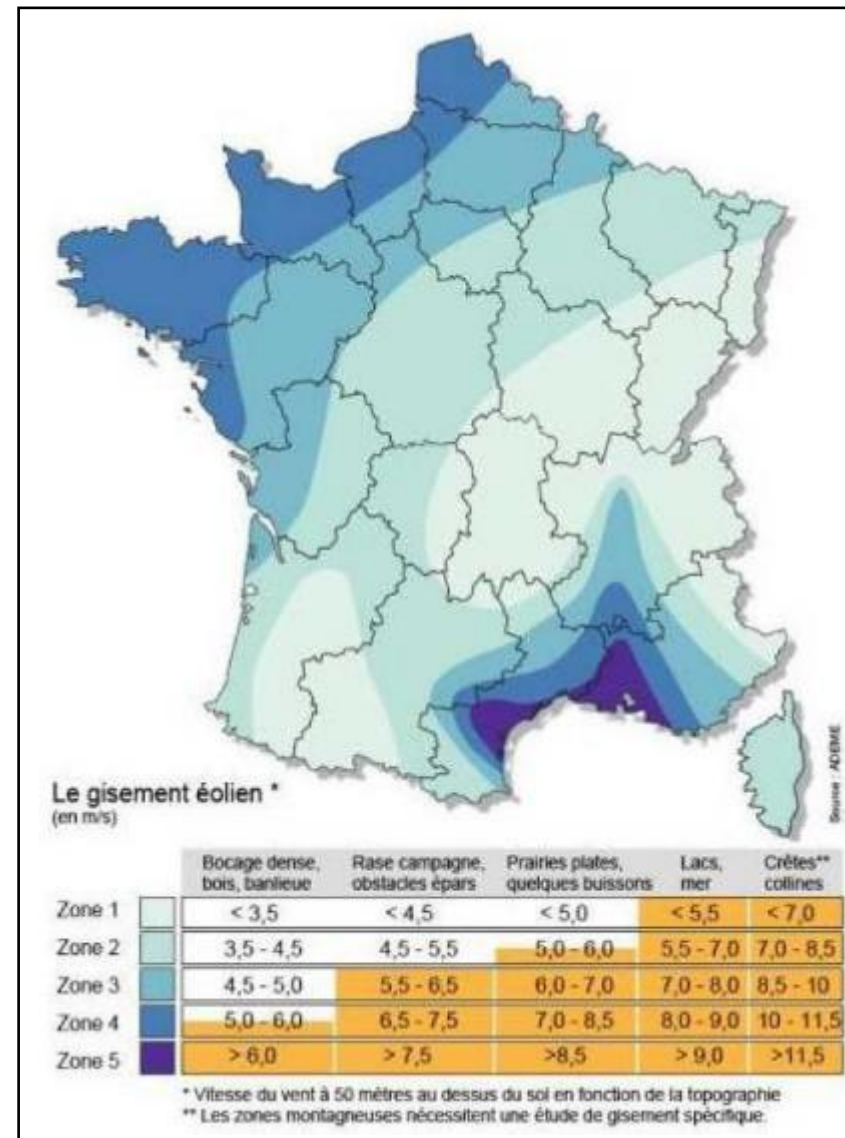 Le gisement éolien *
(en m/s)
Source : ADEME
Bocage dense, bois, banlieue Rase campagne, obstacles épars Prairies plates, quelques buissons Lacs, mer Crêtes** collines
Zone 1 < 3,5 < 4,5 < 5,0 < 5,5 < 7,0
Zone 2 3,5 - 4,5 4,5 - 5,5 5,0 - 6,0 5,5 - 7,0 7,0 - 8,5
Zone 3 4,5 - 5,0 5,5 - 6,5 6,0 - 7,0 7,0 - 8,0 8,5 - 10
Zone 4 5,0 - 6,0 6,5 - 7,5 7,0 - 8,5 8,0 - 9,0 10 - 11,5
Zone 5 > 6,0 > 7,5 >8,5 > 9,0 >11,5
* Vitesse du vent à 50 mètres au dessus du sol en fonction de la topographie
** Les zones montagneuses nécessitent une étude de gisement spécifique.